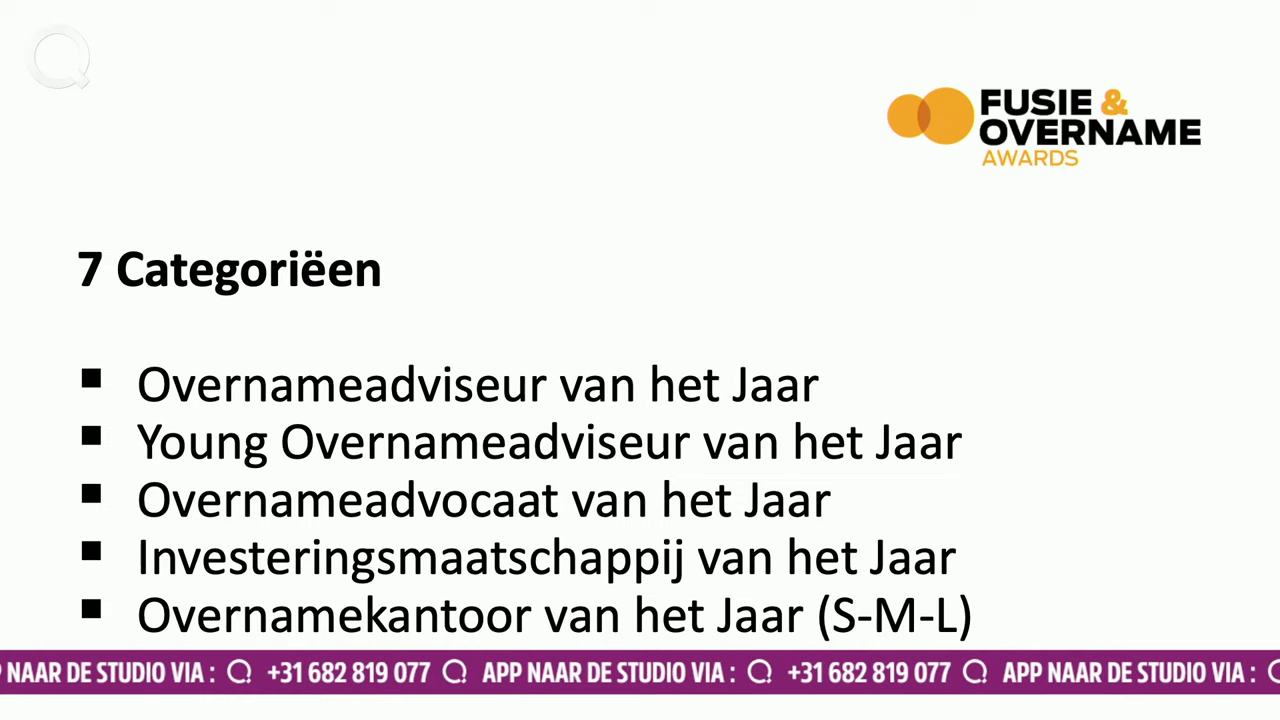 FUSIE &
OVERNAME
AWARDS
7 Categoriëen
▪ Overnameadviseur van het Jaar
▪ Young Overnameadviseur van het Jaar
▪ Overnameadvocaat van het Jaar
▪ Investeringsmaatschappij van het Jaar
▪ Overnamekantoor van het Jaar (S-M-L)
NAAR DE STUDIO VIA : +31 682 819 077 APP NAAR DE STUDIO VIA : +31 682 819 077 APP NAAR DE STUDIO VIA :